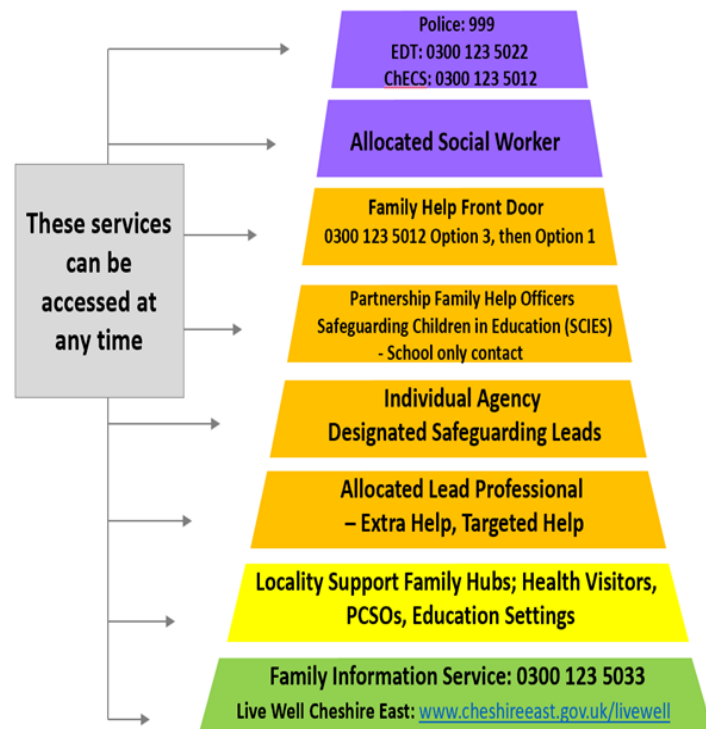 Police: 999
EDT: 0300 123 5022
ChECS: 0300 123 5012
Allocated Social Worker
These services
can be
accessed at
any time
Family Help Front Door
0300 123 5012 Option 3, then Option 1
Partnership Family Help Officers
Safeguarding Children in Education (SCIES)
- School only contact
Individual Agency
Designated Safeguarding Leads
Allocated Lead Professional
– Extra Help, Targeted Help
Locality Support Family Hubs; Health Visitors,
PCSOs, Education Settings
Family Information Service: 0300 123 5033
Live Well Cheshire East: www.cheshireeast.gov.uk/livewell